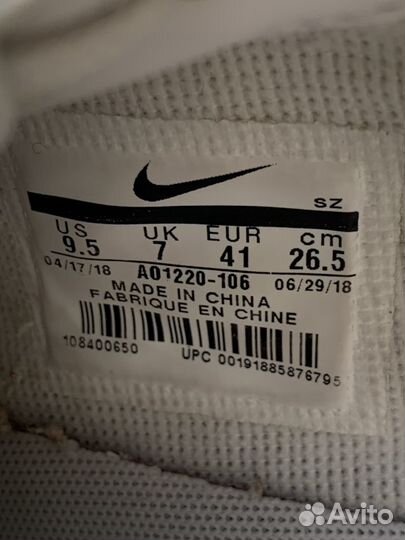 SZ
US UK EUR cm
9.5 7 41 26.5
04/17/18 AO1220-106 06/29/18
MADE IN CHINA
FABRIQUE EN CHINE
108400650 UPC 00191885876795
Avito